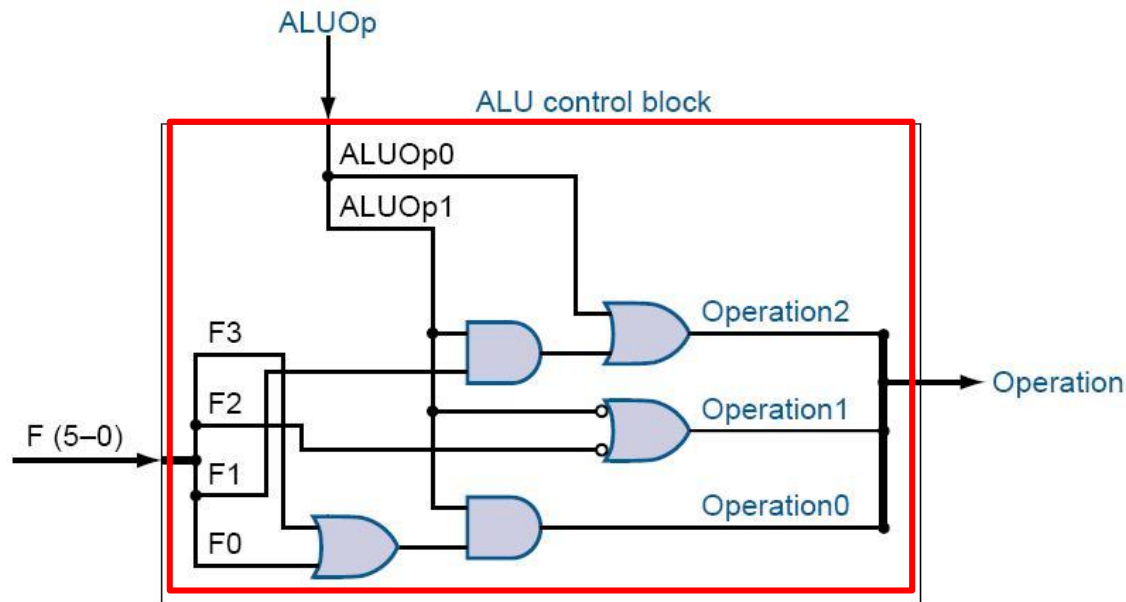 ALUOp
ALU control block
ALUOp0
ALUOp1
Operation2
F3
Operation
F2
Operation1
F (5–0)
F1
Operation0
F0